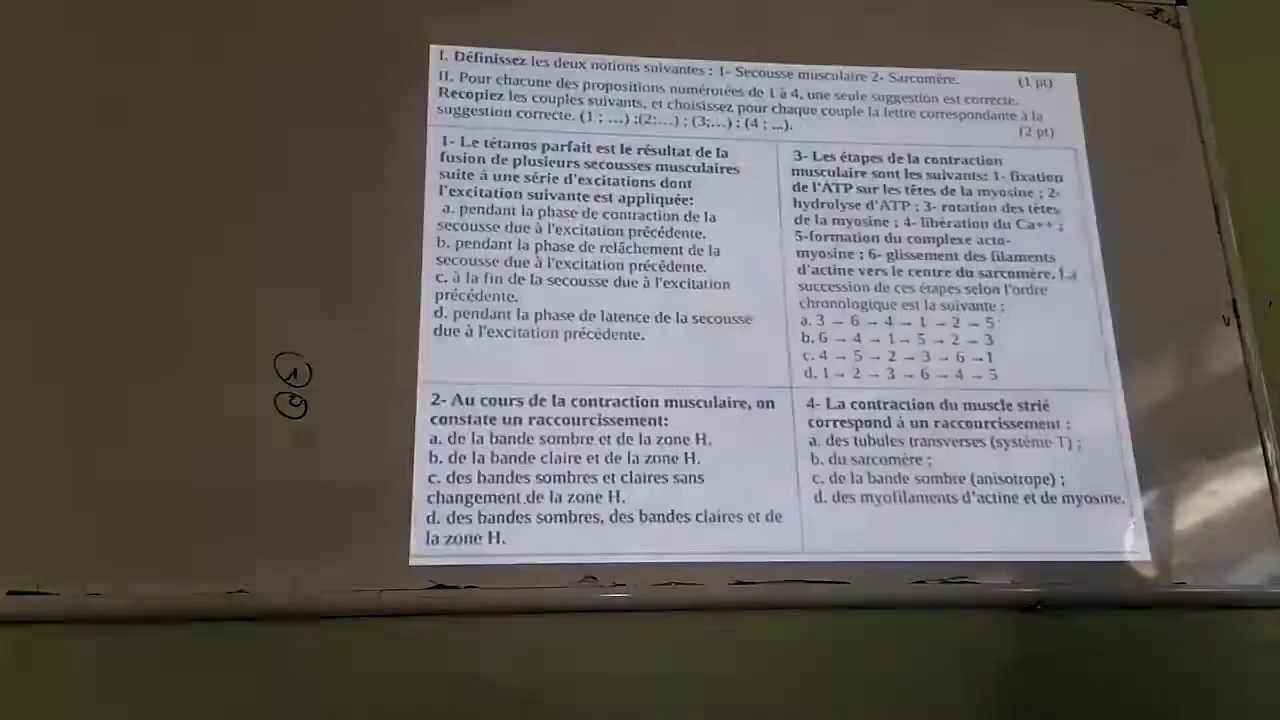 I. Définissez les deux notions suivantes : 1- Secousse musculaire 2- Sarcomère. (1 pt)
II. Pour chacune des propositions numérotées de 1 à 4, une seule suggestion est correcte.
Recopiez les couples suivants, et choisissez pour chaque couple la lettre correspondante à la
suggestion correcte. (1 ; ...) ;(2;...) ; (3;...) ; (4 ; ...). (2 pt)
1- Le tétanos parfait est le résultat de la
fusion de plusieurs secousses musculaires
suite à une série d'excitations dont
l'excitation suivante est appliquée:
a. pendant la phase de contraction de la
secousse due à l'excitation précédente.
b. pendant la phase de relâchement de la
secousse due à l'excitation précédente.
c. à la fin de la secousse due à l'excitation
précédente.
d. pendant la phase de latence de la secousse
due à l'excitation précédente.
3- Les étapes de la contraction
musculaire sont les suivants: 1- fixation
de l'ATP sur les têtes de la myosine ; 2-
hydrolyse d'ATP ; 3- rotation des têtes
de la myosine ; 4- libération du Ca++ ;
5-formation du complexe acto-
myosine ; 6- glissement des filaments
d'actine vers le centre du sarcomère. La
succession de ces étapes selon l'ordre
chronologique est la suivante :
a. 3 → 6 → 4 → 1 → 2 → 5
b. 6 → 4 → 1 → 5 → 2 → 3
c. 4 → 5 → 2 → 3 → 6 → 1
d. 1 → 2 → 3 → 6 → 4 → 5
2- Au cours de la contraction musculaire, on
constate un raccourcissement:
a. de la bande sombre et de la zone H.
b. de la bande claire et de la zone H.
c. des bandes sombres et claires sans
changement de la zone H.
d. des bandes sombres, des bandes claires et de
la zone H.
4- La contraction du muscle strié
correspond à un raccourcissement :
a. des tubules transverses (système T) ;
b. du sarcomère ;
c. de la bande sombre (anisotrope) ;
d. des myofilaments d'actine et de myosine.